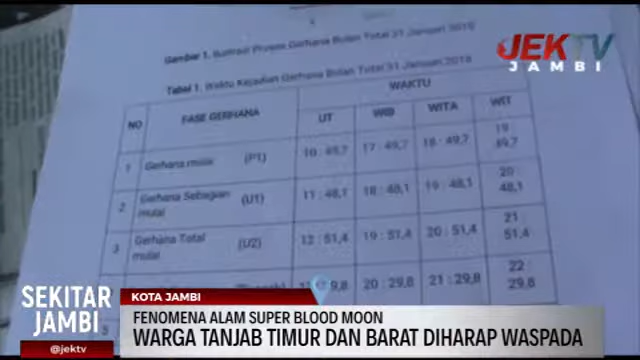 Gambar 1. Ilustrasi Proses Gerhana Bulan Total 31 Januari 2018
JEKTV
JAMBI
Tabel 1. Waktu Kejadian Gerhana Bulan Total 31 Januari 2018
NO FASE GERHANA WAKTU
UT WIB WITA WIT
1 Gerhana mulai (P1) 10 : 49,7 17 : 49,7 18 : 49,7 19 : 49,7
2 Gerhana Sebagian mulai (U1) 11 : 48,1 18 : 48,1 19 : 48,1 20 : 48,1
3 Gerhana Total mulai (U2) 12 : 51,4 19 : 51,4 20 : 51,4 21 : 51,4
9,8 20 : 29,8 21 : 29,8 22 : 29,8
SEKITAR
JAMBI
@jektv
KOTA JAMBI
FENOMENA ALAM SUPER BLOOD MOON
WARGA TANJAB TIMUR DAN BARAT DIHARAP WASPADA